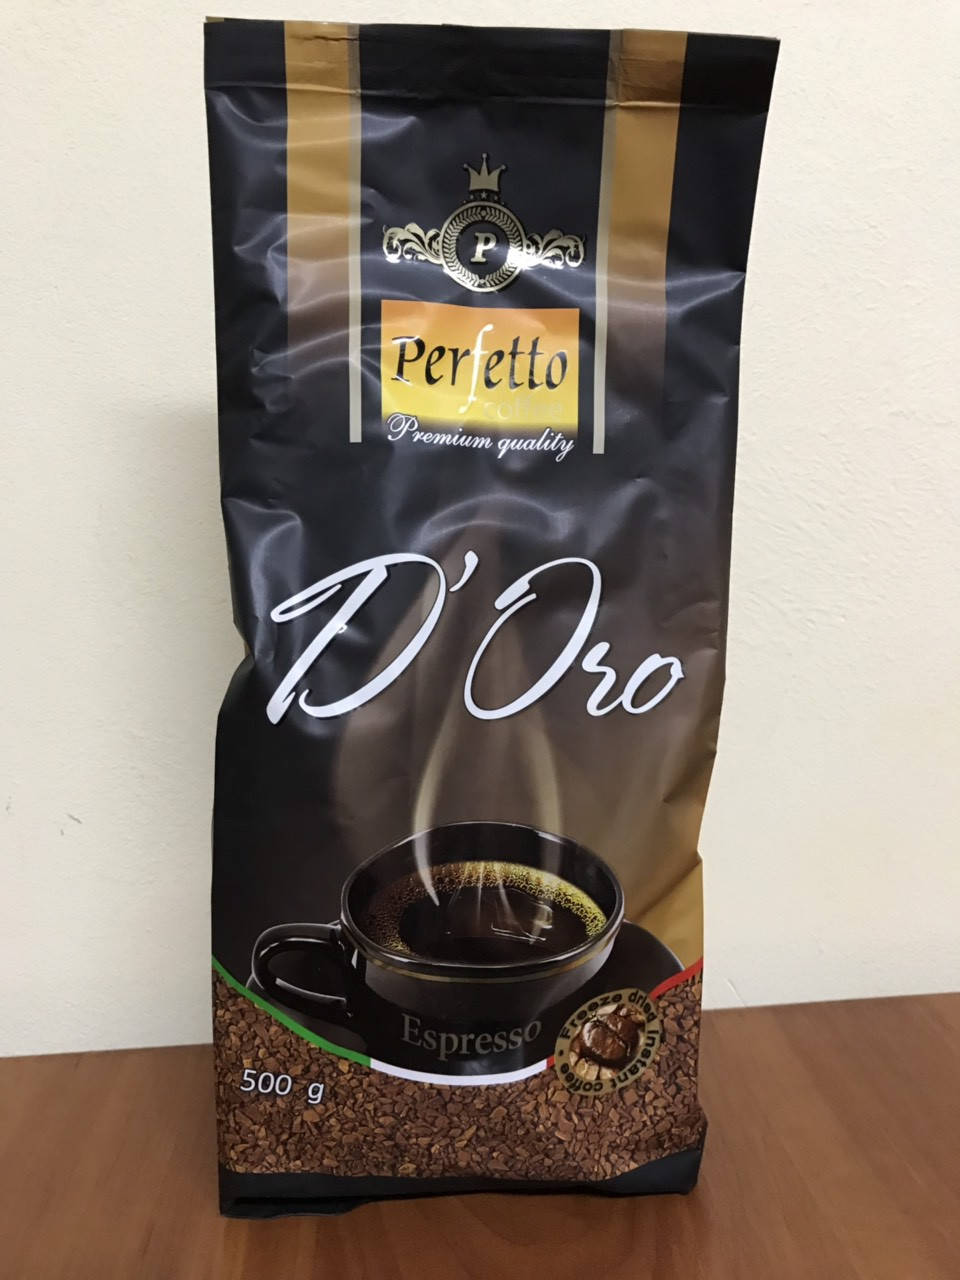 P
Perfetto
coffee
Premium quality
D'Oro
Espresso
Freeze dried instant coffee •
500 g